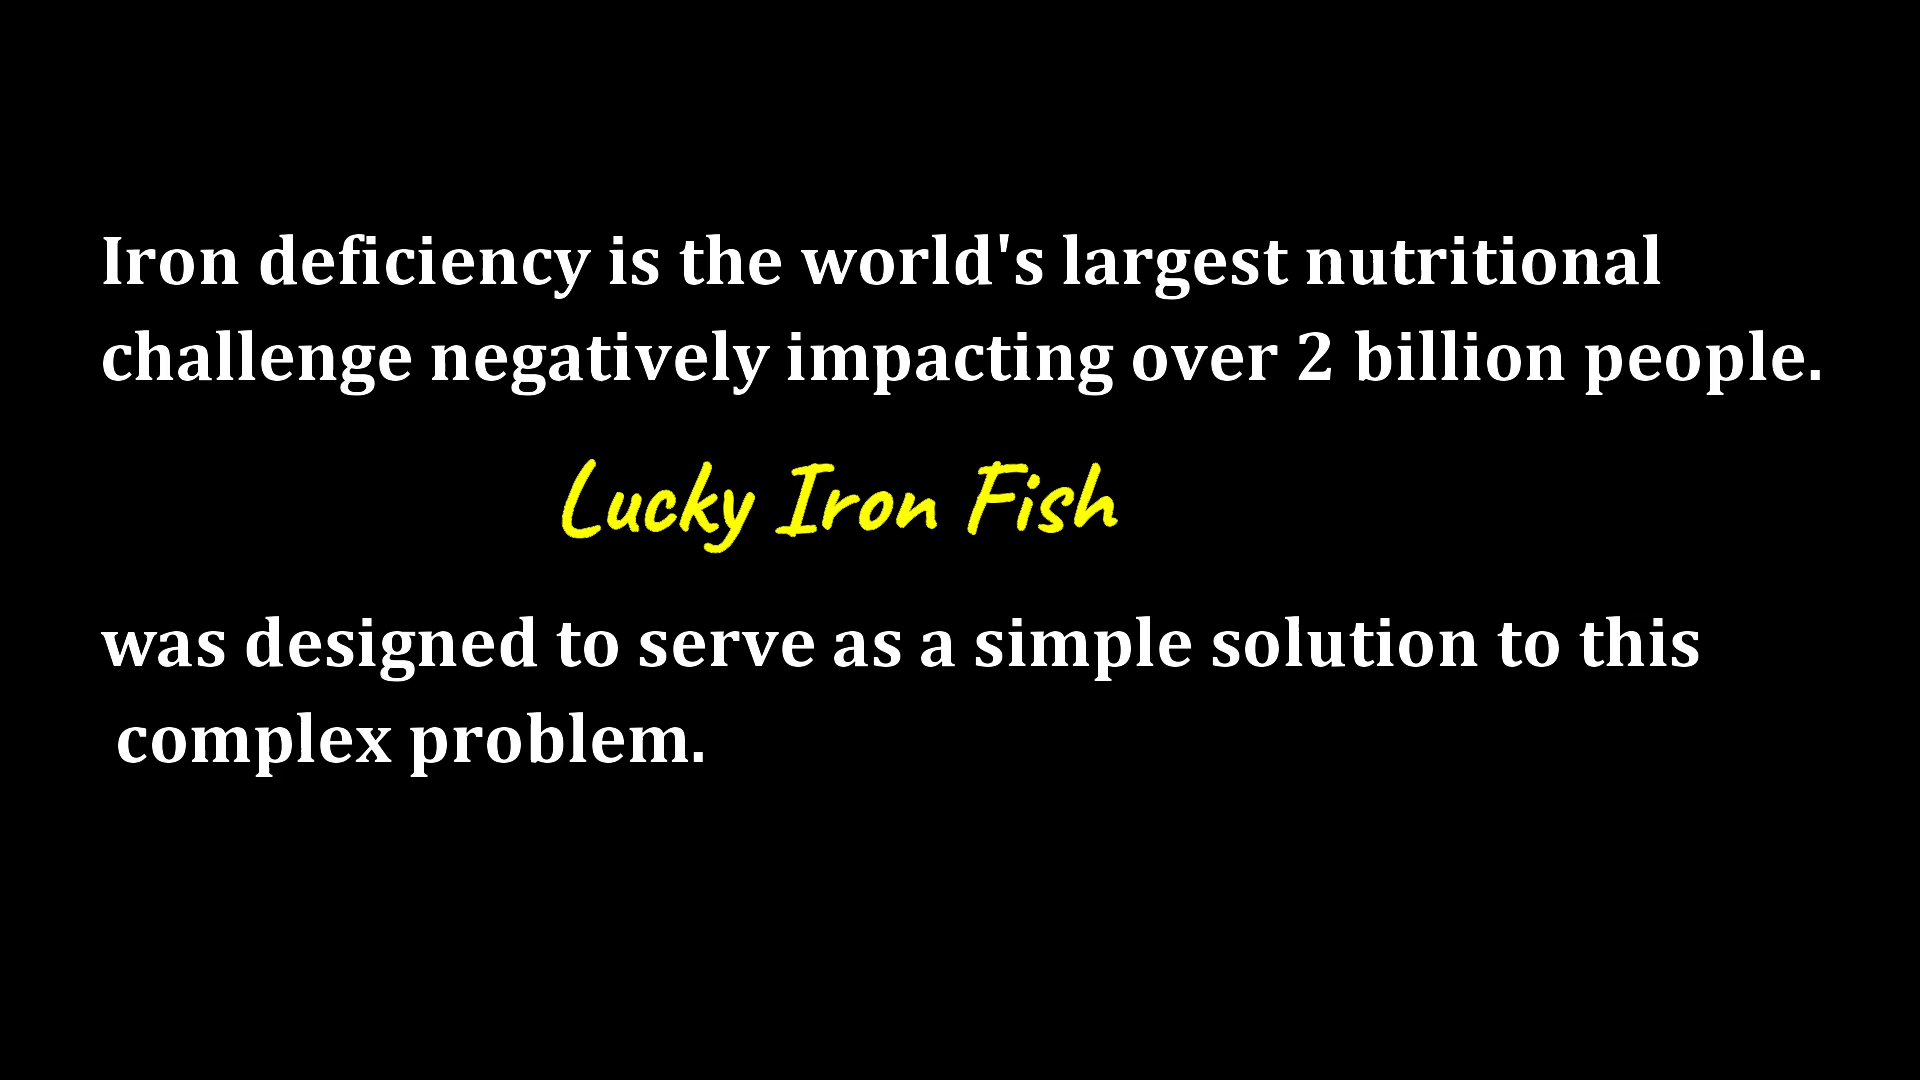 Iron deficiency is the world's largest nutritional
challenge negatively impacting over 2 billion people.
Lucky Iron Fish
was designed to serve as a simple solution to this
complex problem.